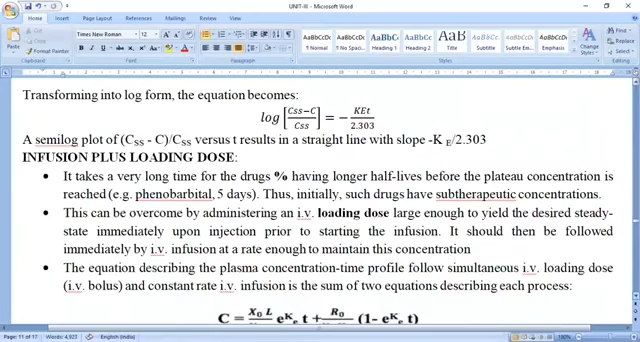 UNIT-III - Microsoft Word
Home Insert Page Layout References Mailings Review View
Paste
Times New Roman 12
AaBbCcDc AaBbCcDc AaBbC AaBbCc AaB AaBbCc. AaBbCcDc AaBbCcDc
¶ Normal ¶ No Spaci... Heading 1 Heading 2 Title Subtitle Subtle Em... Emphasis
Change Styles
Clipboard Font Paragraph Styles Editing
Transforming into log form, the equation becomes:
log [Css−C / Css] = − KEt / 2.303
A semilog plot of (CSS - C)/CSS versus t results in a straight line with slope -K E/2.303
INFUSION PLUS LOADING DOSE:
• It takes a very long time for the drugs % having longer half-lives before the plateau concentration is
reached (e.g. phenobarbital, 5 days). Thus, initially, such drugs have subtherapeutic concentrations.
• This can be overcome by administering an i.v. loading dose large enough to yield the desired steady-
state immediately upon injection prior to starting the infusion. It should then be followed
immediately by i.v. infusion at a rate enough to maintain this concentration
• The equation describing the plasma concentration-time profile follow simultaneous i.v. loading dose
(i.v. bolus) and constant rate i.v. infusion is the sum of two equations describing each process:
C = X0 L eKe t + R0 (1- eKe t)
Page: 11 of 17 Words: 4,923 English (India)